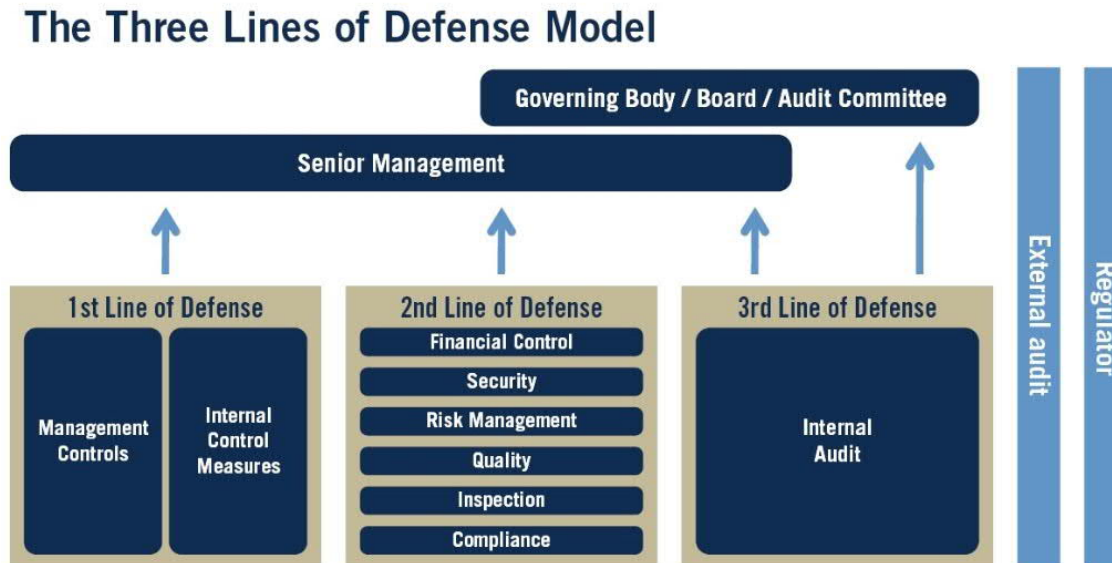 The Three Lines of Defense Model
Governing Body / Board / Audit Committee
Senior Management
1st Line of Defense
Management
Controls
Internal
Control
Measures
2nd Line of Defense
Financial Control
Security
Risk Management
Quality
Inspection
Compliance
3rd Line of Defense
Internal
Audit
External audit
Regulator